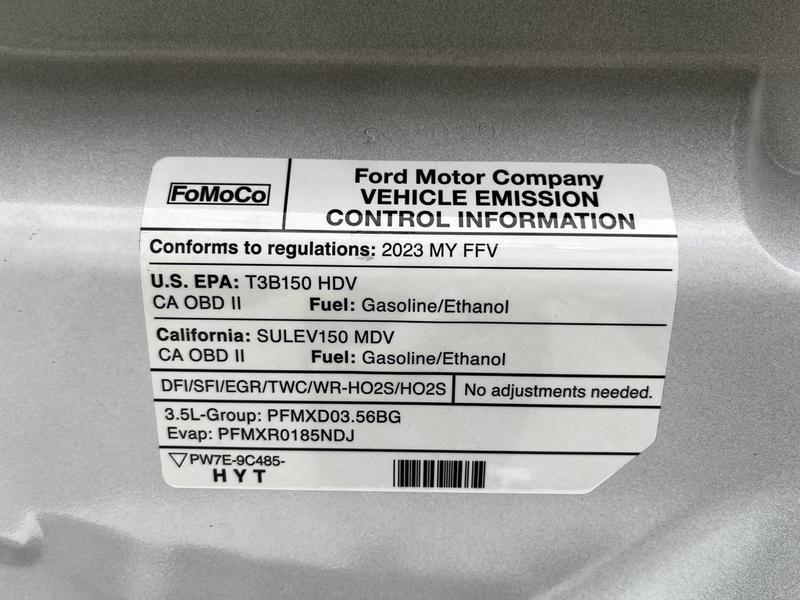 FoMoCo
Ford Motor Company
VEHICLE EMISSION
CONTROL INFORMATION
Conforms to regulations: 2023 MY FFV
U.S. EPA: T3B150 HDV
CA OBD II Fuel: Gasoline/Ethanol
California: SULEV150 MDV
CA OBD II Fuel: Gasoline/Ethanol
DFI/SFI/EGR/TWC/WR-HO2S/HO2S No adjustments needed.
3.5L-Group: PFMXD03.56BG
Evap: PFMXR0185NDJ
PW7E-9C485-
HYT